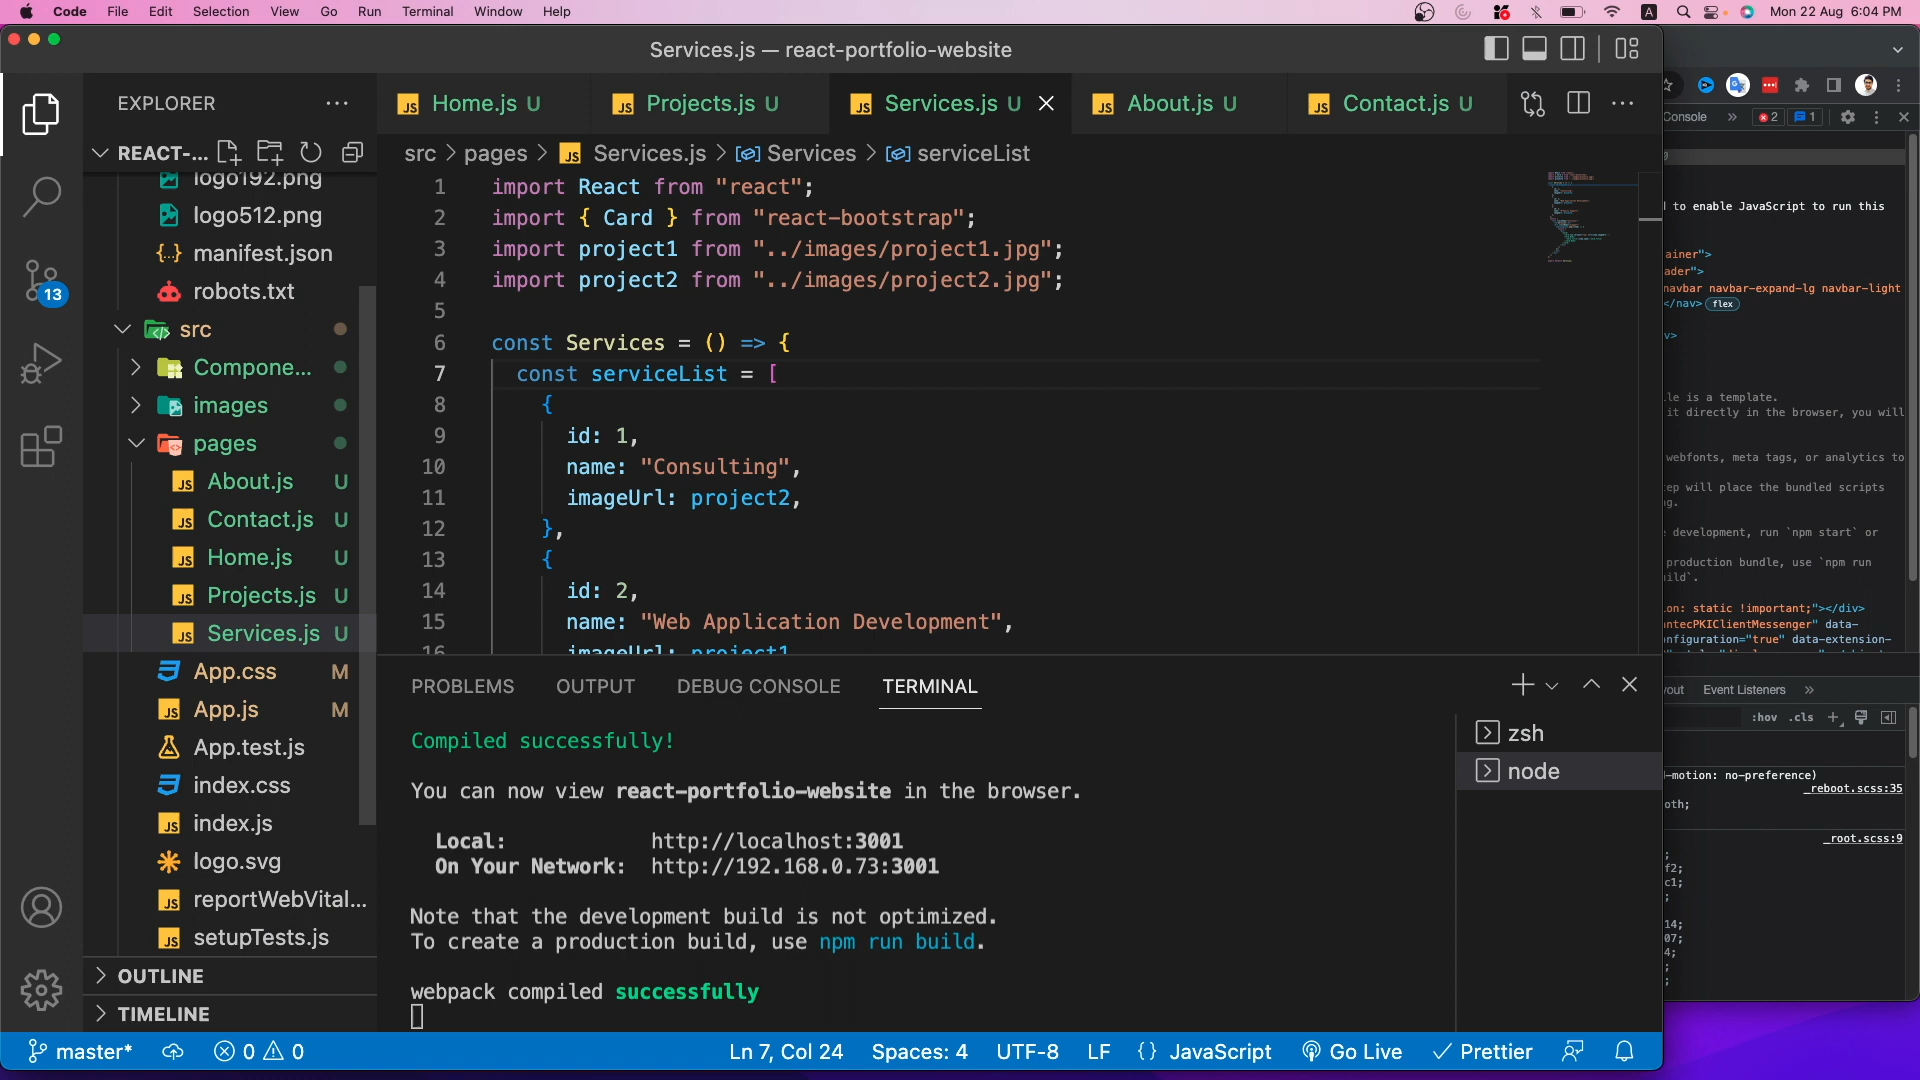 Code File Edit Selection View Go Run Terminal Window Help
A Mon 22 Aug 6:04 PM
Services.js — react-portfolio-website
EXPLORER
REACT-...
logo192.png
logo512.png
manifest.json
robots.txt
src
Compone...
images
pages
About.js U
Contact.js U
Home.js U
Projects.js U
Services.js U
App.css M
App.js M
App.test.js
index.css
index.js
logo.svg
reportWebVital...
setupTests.js
OUTLINE
TIMELINE
13
JS Home.js U JS Projects.js U JS Services.js U JS About.js U JS Contact.js U
src > pages > JS Services.js > Services > serviceList
1 import React from "react";
2 import { Card } from "react-bootstrap";
3 import project1 from "../images/project1.jpg";
4 import project2 from "../images/project2.jpg";
5
6 const Services = () => {
7 const serviceList = [
8 {
9 id: 1,
10 name: "Consulting",
11 imageUrl: project2,
12 },
13 {
14 id: 2,
15 name: "Web Application Development",
16 imageUrl: project1
PROBLEMS OUTPUT DEBUG CONSOLE TERMINAL
zsh
node
Compiled successfully!
You can now view react-portfolio-website in the browser.
Local: http://localhost:3001
On Your Network: http://192.168.0.73:3001
Note that the development build is not optimized.
To create a production build, use npm run build.
webpack compiled successfully
master* 0 0 Ln 7, Col 24 Spaces: 4 UTF-8 LF {} JavaScript Go Live Prettier
Console 2 1
to enable JavaScript to run this
ainer">
ader">
navbar navbar-expand-lg navbar-light
</nav> flex
v>
le is a template.
it directly in the browser, you will
webfonts, meta tags, or analytics to
tep will place the bundled scripts
development, run `npm start` or
production bundle, use `npm run
ild`.
on: static !important;"></div>
antecPKIClientMessenger" data-
nfiguration="true" data-extension-
out Event Listeners
:hov .cls
d-motion: no-preference)
_reboot.scss:35
oth;
_root.scss:9
;
f2;
c1;
;
14;
07;
4;
;
;